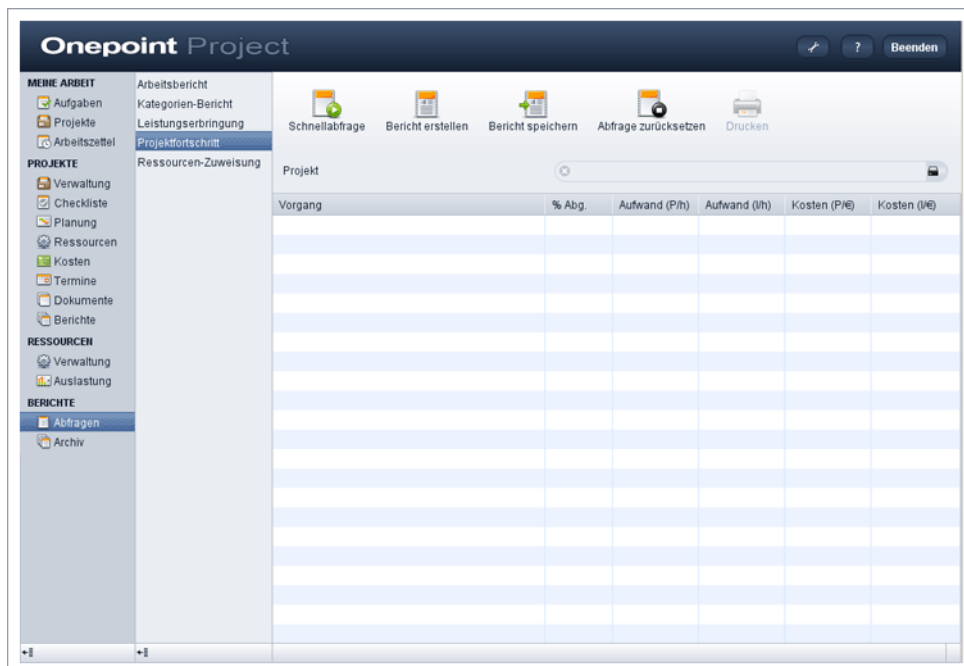 Onepoint Project
? Beenden
MEINE ARBEIT
Aufgaben
Projekte
Arbeitszettel
PROJEKTE
Verwaltung
Checkliste
Planung
Ressourcen
Kosten
Termine
Dokumente
Berichte
RESSOURCEN
Verwaltung
Auslastung
BERICHTE
Abfragen
Archiv
Arbeitsbericht
Kategorien-Bericht
Leistungserbringung
Projektfortschritt
Ressourcen-Zuweisung
Schnellabfrage Bericht erstellen Bericht speichern Abfrage zurücksetzen Drucken
Projekt
Vorgang % Abg. Aufwand (P/h) Aufwand (I/h) Kosten (P/€) Kosten (I/€)